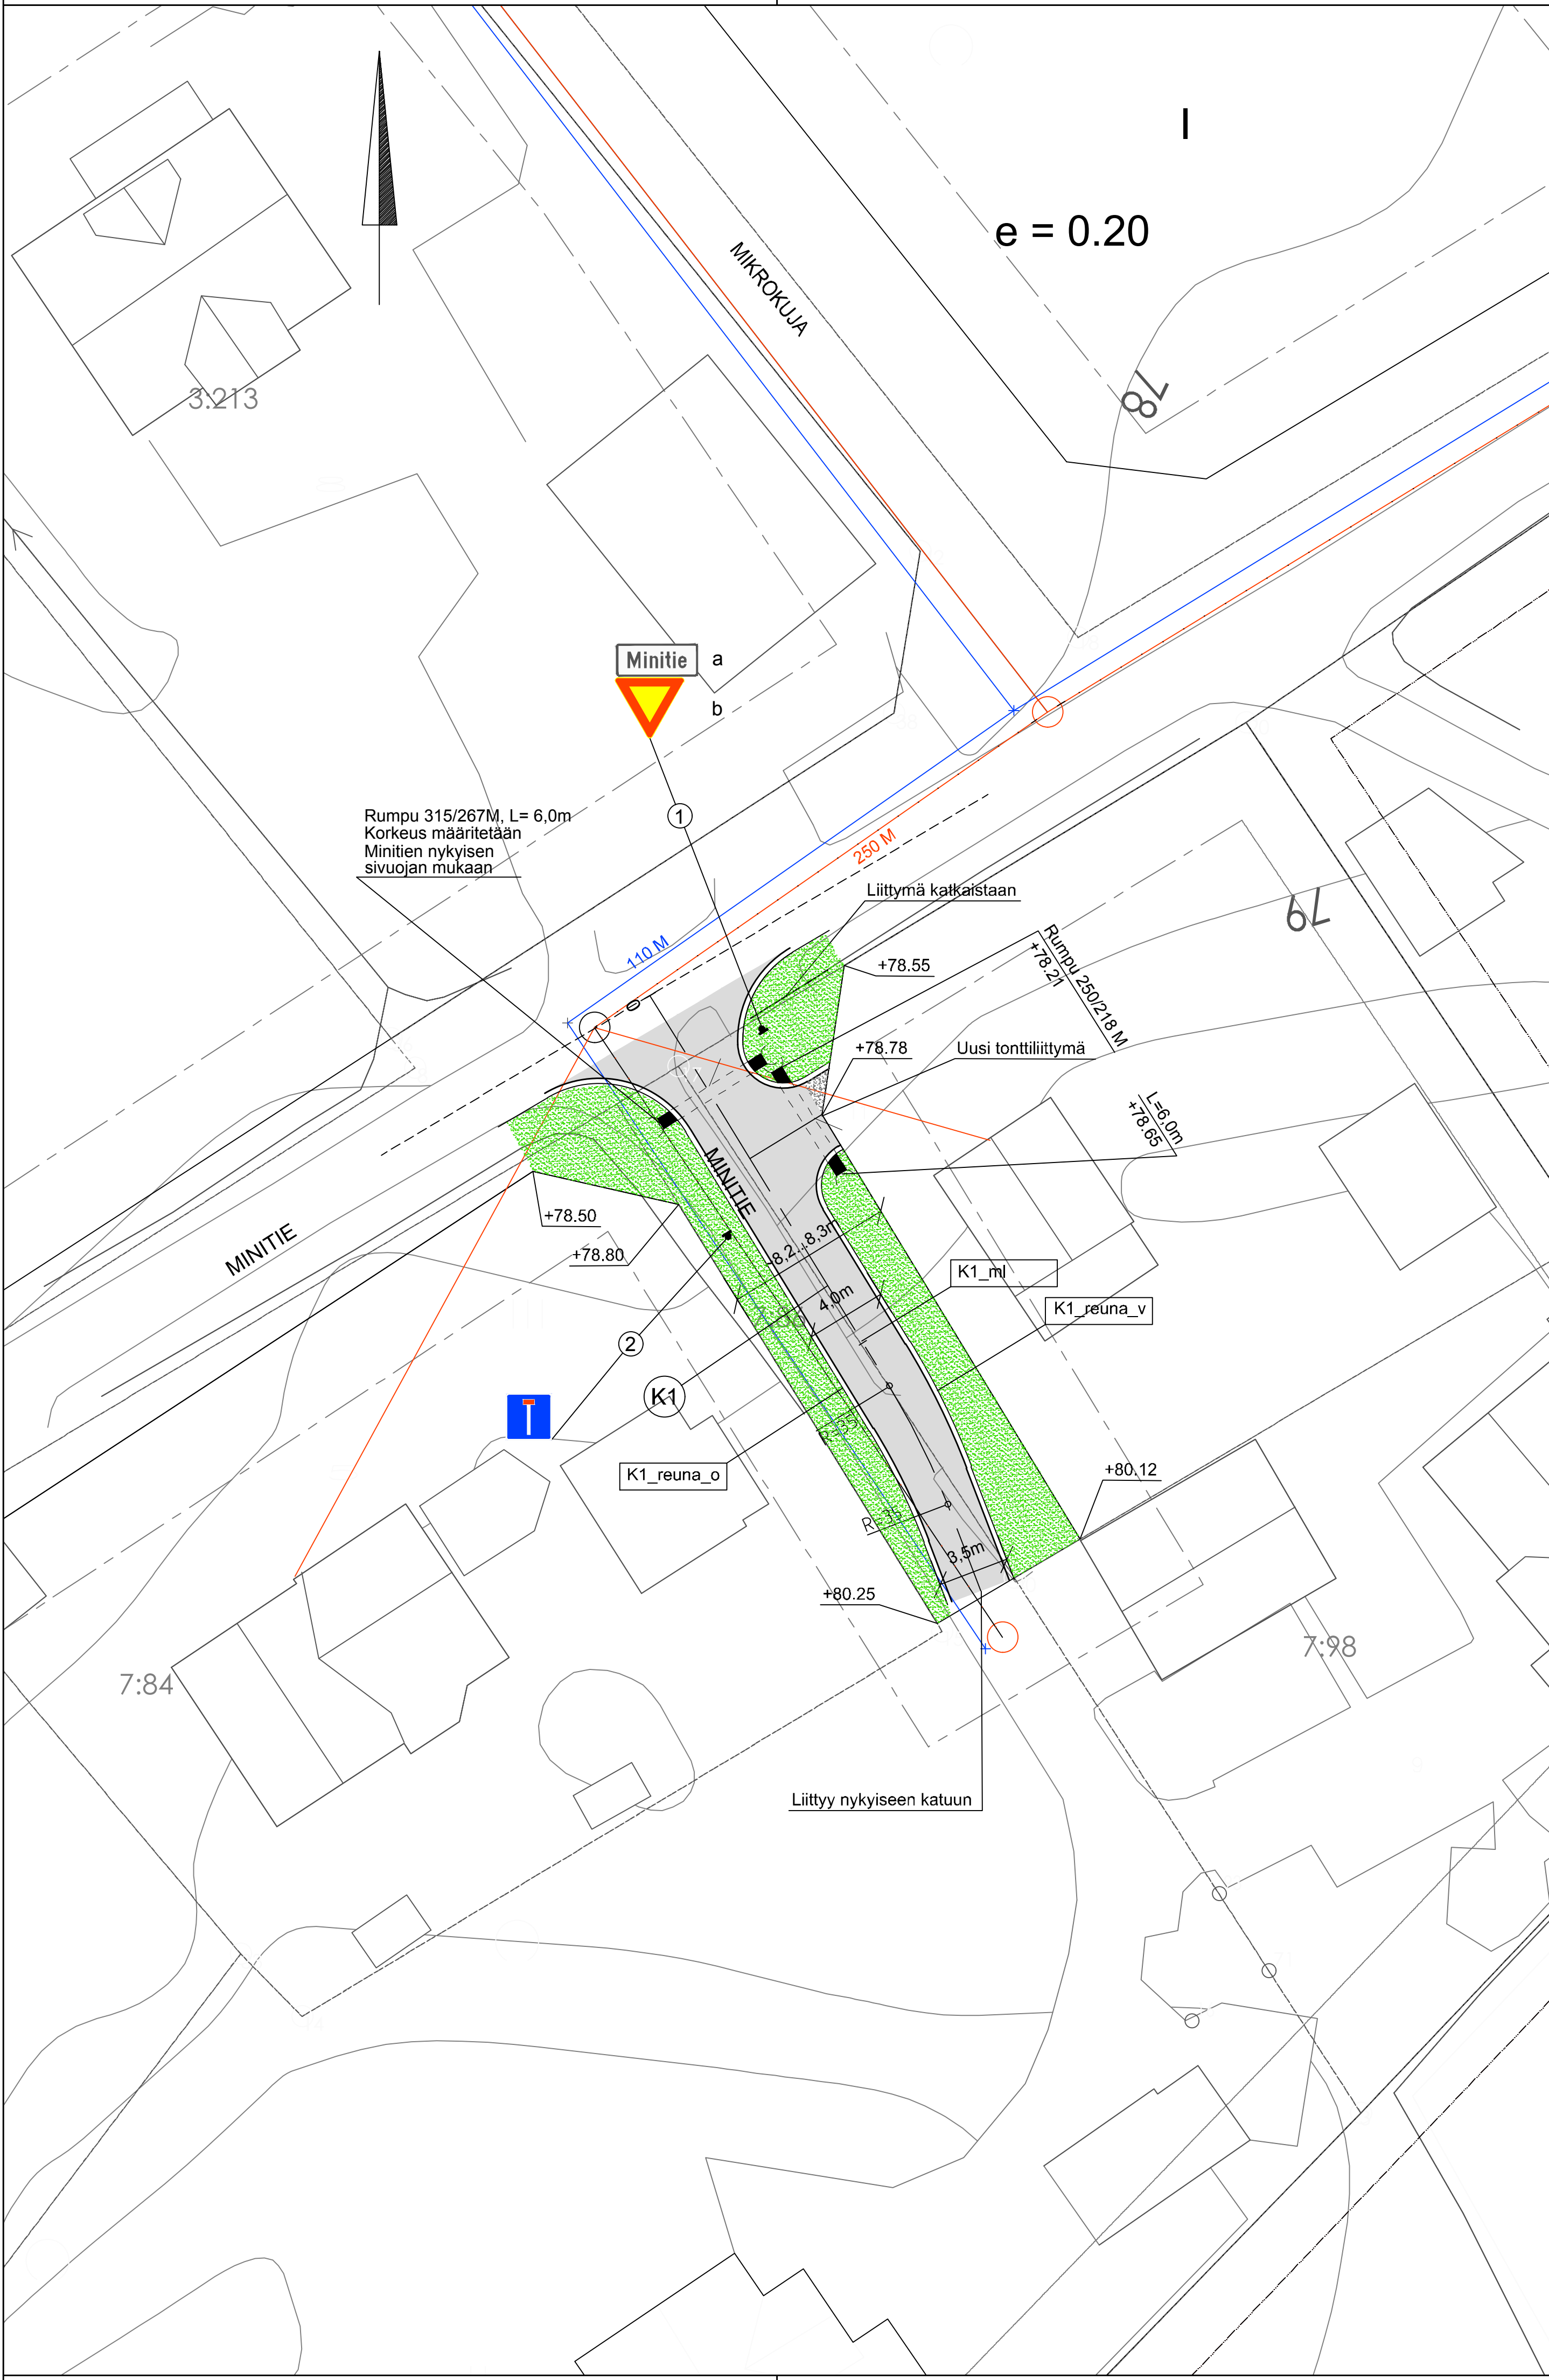 I
e = 0.20
MIKROKUJA
3:213
78
Minitie
a
b
1
Rumpu 315/267M, L= 6,0m
Korkeus määritetään
Minitien nykyisen
sivuojan mukaan
250 M
Liittymä katkaistaan
79
110 M
+78.55
Rumpu 250/218 M
+78.21
0
+78.78
Uusi tonttiliittymä
L=6,0m
+78.65
MINITIE
+78.50
+78.80
MINITIE
8,2...8,3m
K1_ml
4,0m
K1_reuna_v
2
K1
R=35
K1_reuna_o
+80.12
R=35
3,5m
+80.25
7:84
7:98
Liittyy nykyiseen katuun